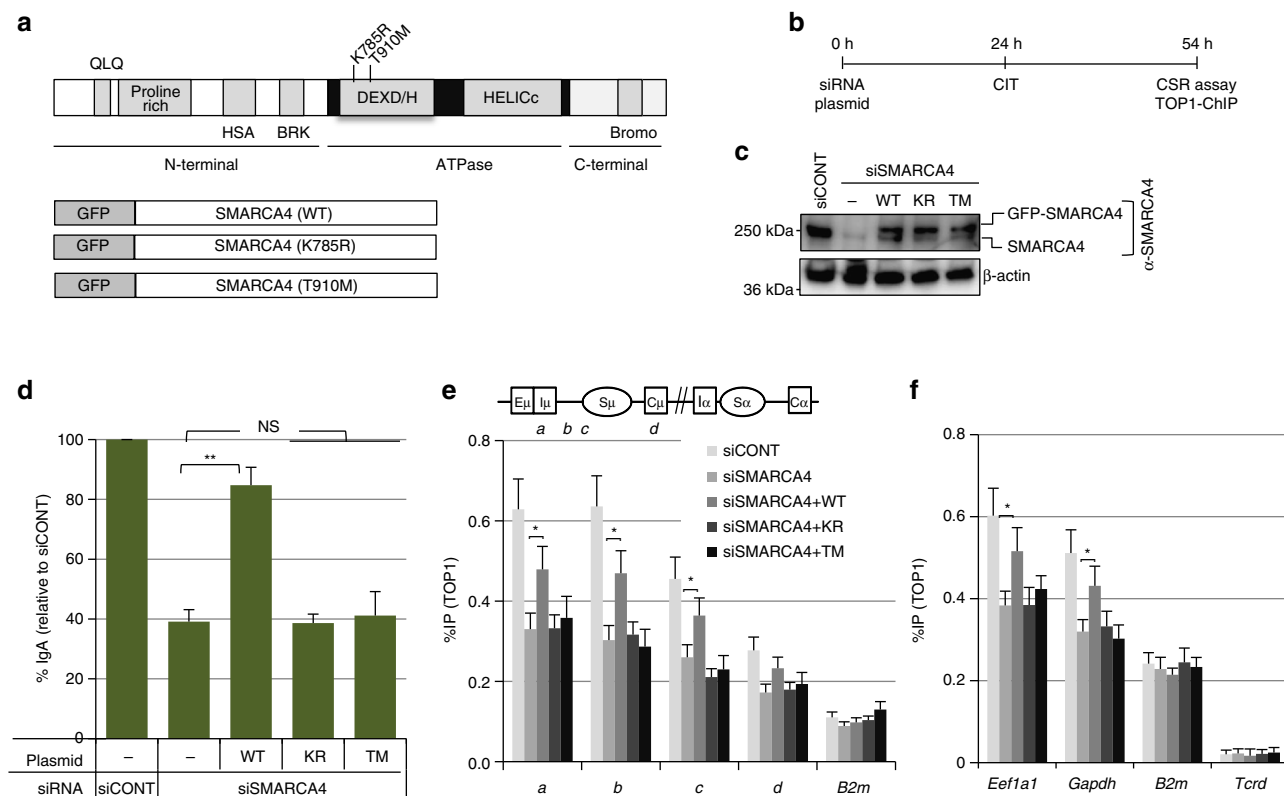 a
K785R
T910M
QLQ
Proline rich
DEXD/H
HELICc
HSA
BRK
Bromo
N-terminal
ATPase
C-terminal
GFP
SMARCA4 (WT)
GFP
SMARCA4 (K785R)
GFP
SMARCA4 (T910M)
b
0 h
24 h
54 h
siRNA plasmid
CIT
CSR assay TOP1-ChIP
c
siCONT
siSMARCA4
– WT KR TM
250 kDa
GFP-SMARCA4
SMARCA4
α-SMARCA4
36 kDa
β-actin
d
% IgA (relative to siCONT)
100
80
60
40
20
0
NS
**
Plasmid – – WT KR TM
siRNA siCONT siSMARCA4
e
Eμ Iμ Sμ Cμ Iα Sα Cα
a b c d
%IP (TOP1)
0.8
0.6
0.4
0.2
0.0
* * *
siCONT
siSMARCA4
siSMARCA4+WT
siSMARCA4+KR
siSMARCA4+TM
a b c d B2m
f
%IP (TOP1)
0.8
0.6
0.4
0.2
0.0
* *
Eef1a1 Gapdh B2m Tcrd